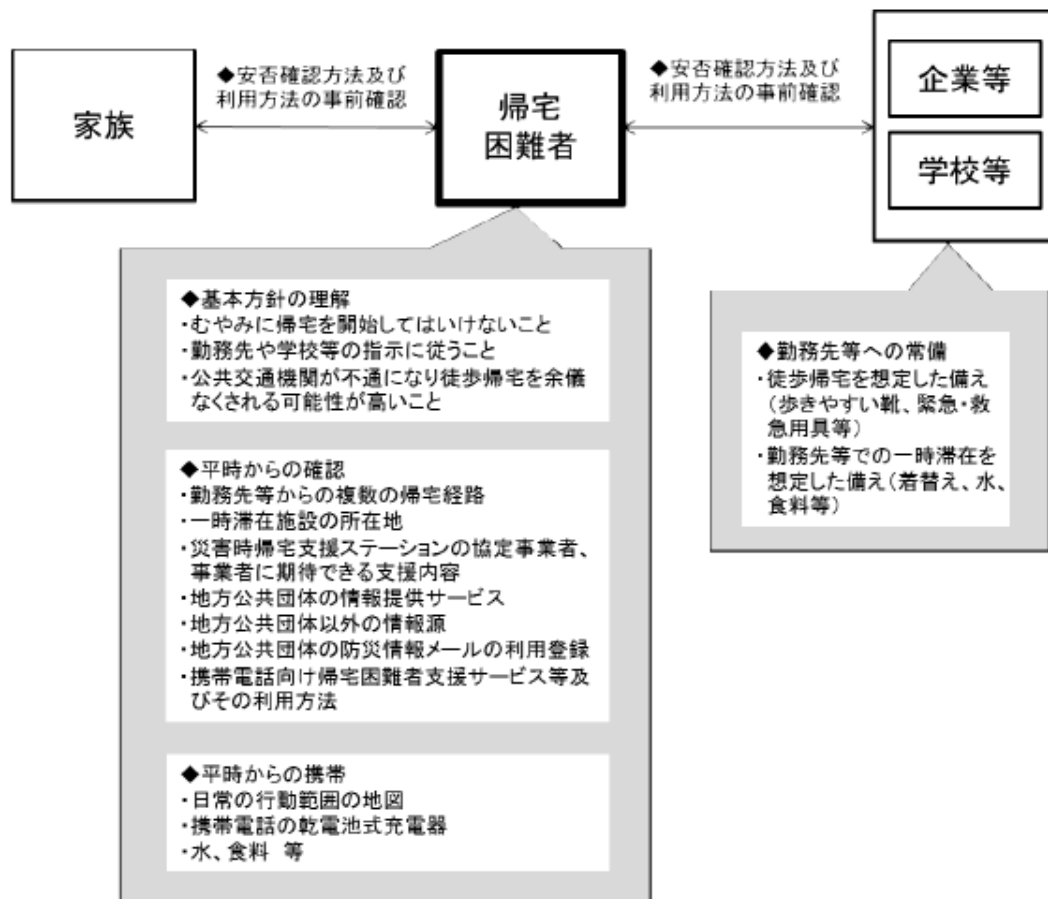 家族
◆安否確認方法及び
利用方法の事前確認
帰宅
困難者
◆安否確認方法及び
利用方法の事前確認
企業等
学校等
◆基本方針の理解
・むやみに帰宅を開始してはいけないこと
・勤務先や学校等の指示に従うこと
・公共交通機関が不通になり徒歩帰宅を余儀
なくされる可能性が高いこと
◆平時からの確認
・勤務先等からの複数の帰宅経路
・一時滞在施設の所在地
・災害時帰宅支援ステーションの協定事業者、
事業者に期待できる支援内容
・地方公共団体の情報提供サービス
・地方公共団体以外の情報源
・地方公共団体の防災情報メールの利用登録
・携帯電話向け帰宅困難者支援サービス等及
びその利用方法
◆平時からの携帯
・日常の行動範囲の地図
・携帯電話の乾電池式充電器
・水、食料　等
◆勤務先等への常備
・徒歩帰宅を想定した備え
（歩きやすい靴、緊急・救
急用具等）
・勤務先等での一時滞在を
想定した備え（着替え、水、
食料等）